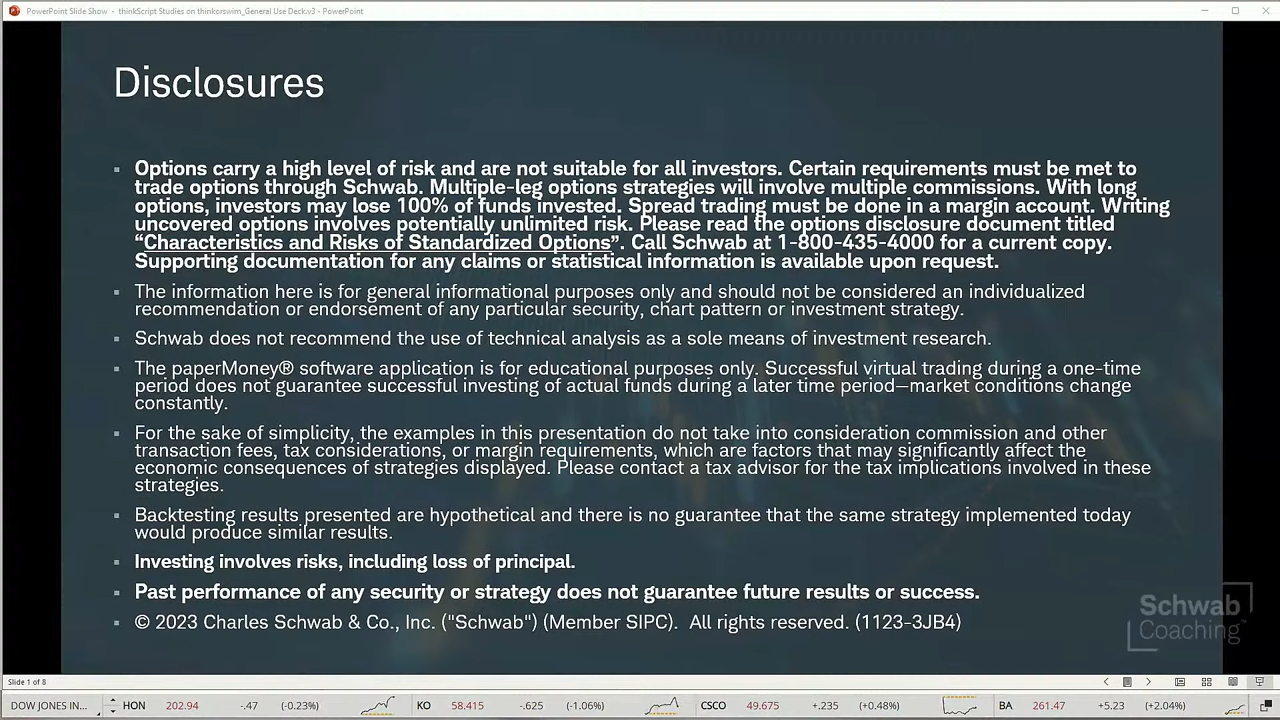 PowerPoint Slide Show - thinkScript Studies on thinkorswim_General Use Deck.v3 - PowerPoint
Disclosures
▪ Options carry a high level of risk and are not suitable for all investors. Certain requirements must be met to
trade options through Schwab. Multiple-leg options strategies will involve multiple commissions. With long
options, investors may lose 100% of funds invested. Spread trading must be done in a margin account. Writing
uncovered options involves potentially unlimited risk. Please read the options disclosure document titled
“Characteristics and Risks of Standardized Options”. Call Schwab at 1-800-435-4000 for a current copy.
Supporting documentation for any claims or statistical information is available upon request.
▪ The information here is for general informational purposes only and should not be considered an individualized
recommendation or endorsement of any particular security, chart pattern or investment strategy.
▪ Schwab does not recommend the use of technical analysis as a sole means of investment research.
▪ The paperMoney® software application is for educational purposes only. Successful virtual trading during a one-time
period does not guarantee successful investing of actual funds during a later time period—market conditions change
constantly.
▪ For the sake of simplicity, the examples in this presentation do not take into consideration commission and other
transaction fees, tax considerations, or margin requirements, which are factors that may significantly affect the
economic consequences of strategies displayed. Please contact a tax advisor for the tax implications involved in these
strategies.
▪ Backtesting results presented are hypothetical and there is no guarantee that the same strategy implemented today
would produce similar results.
▪ Investing involves risks, including loss of principal.
▪ Past performance of any security or strategy does not guarantee future results or success.
▪ © 2023 Charles Schwab & Co., Inc. ("Schwab") (Member SIPC). All rights reserved. (1123-3JB4)
Schwab
Coaching
Slide 1 of 8
DOW JONES IN... HON 202.94 -.47 (-0.23%) KO 58.415 -.625 (-1.06%) CSCO 49.675 +.235 (+0.48%) BA 261.47 +5.23 (+2.04%)